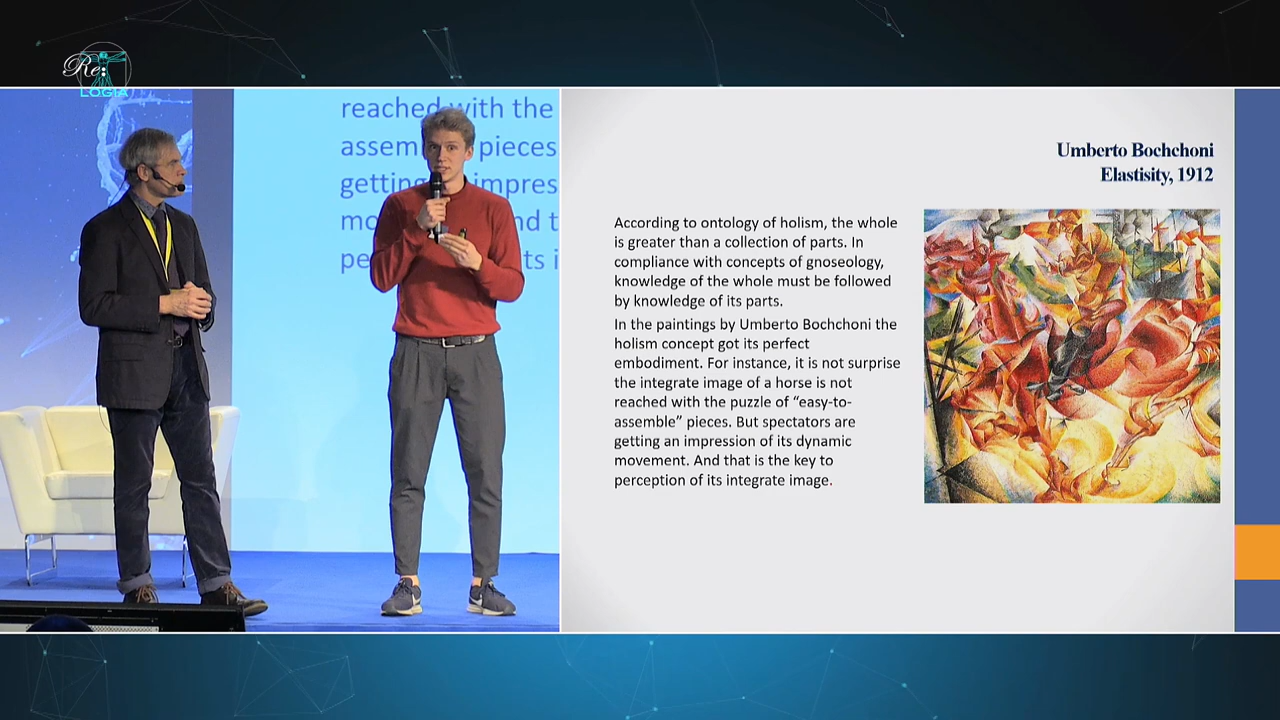 Re:
LOGIA
reached with the
assem pieces
getting impres
mo nd t
pe ts i
Umberto Bochchoni
Elastisity, 1912
According to ontology of holism, the whole
is greater than a collection of parts. In
compliance with concepts of gnoseology,
knowledge of the whole must be followed
by knowledge of its parts.
In the paintings by Umberto Bochchoni the
holism concept got its perfect
embodiment. For instance, it is not surprise
the integrate image of a horse is not
reached with the puzzle of “easy-to-
assemble” pieces. But spectators are
getting an impression of its dynamic
movement. And that is the key to
perception of its integrate image.